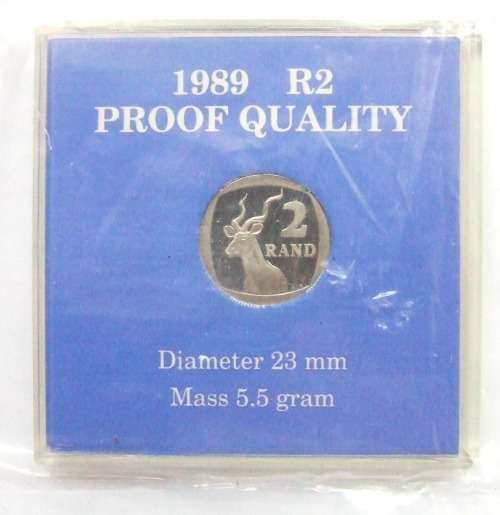 1989 R2
PROOF QUALITY
2
RAND
Diameter 23 mm
Mass 5.5 gram